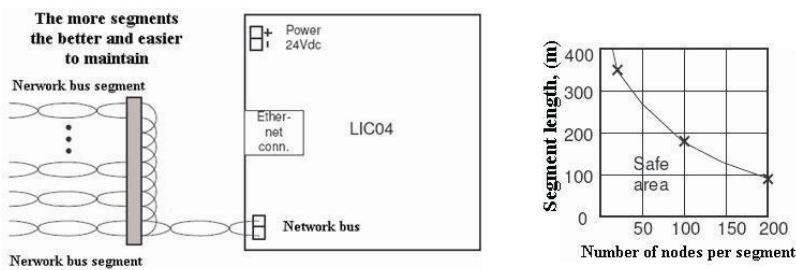 The more segments
the better and easier
to maintain
Nerwork bus segment
Nerwork bus segment
+ Power
- 24Vdc
Ether-
net
conn.
LIC04
Network bus
Segment length, (m)
400
300
200
100
0
Safe
area
50 100 150 200
Number of nodes per segment